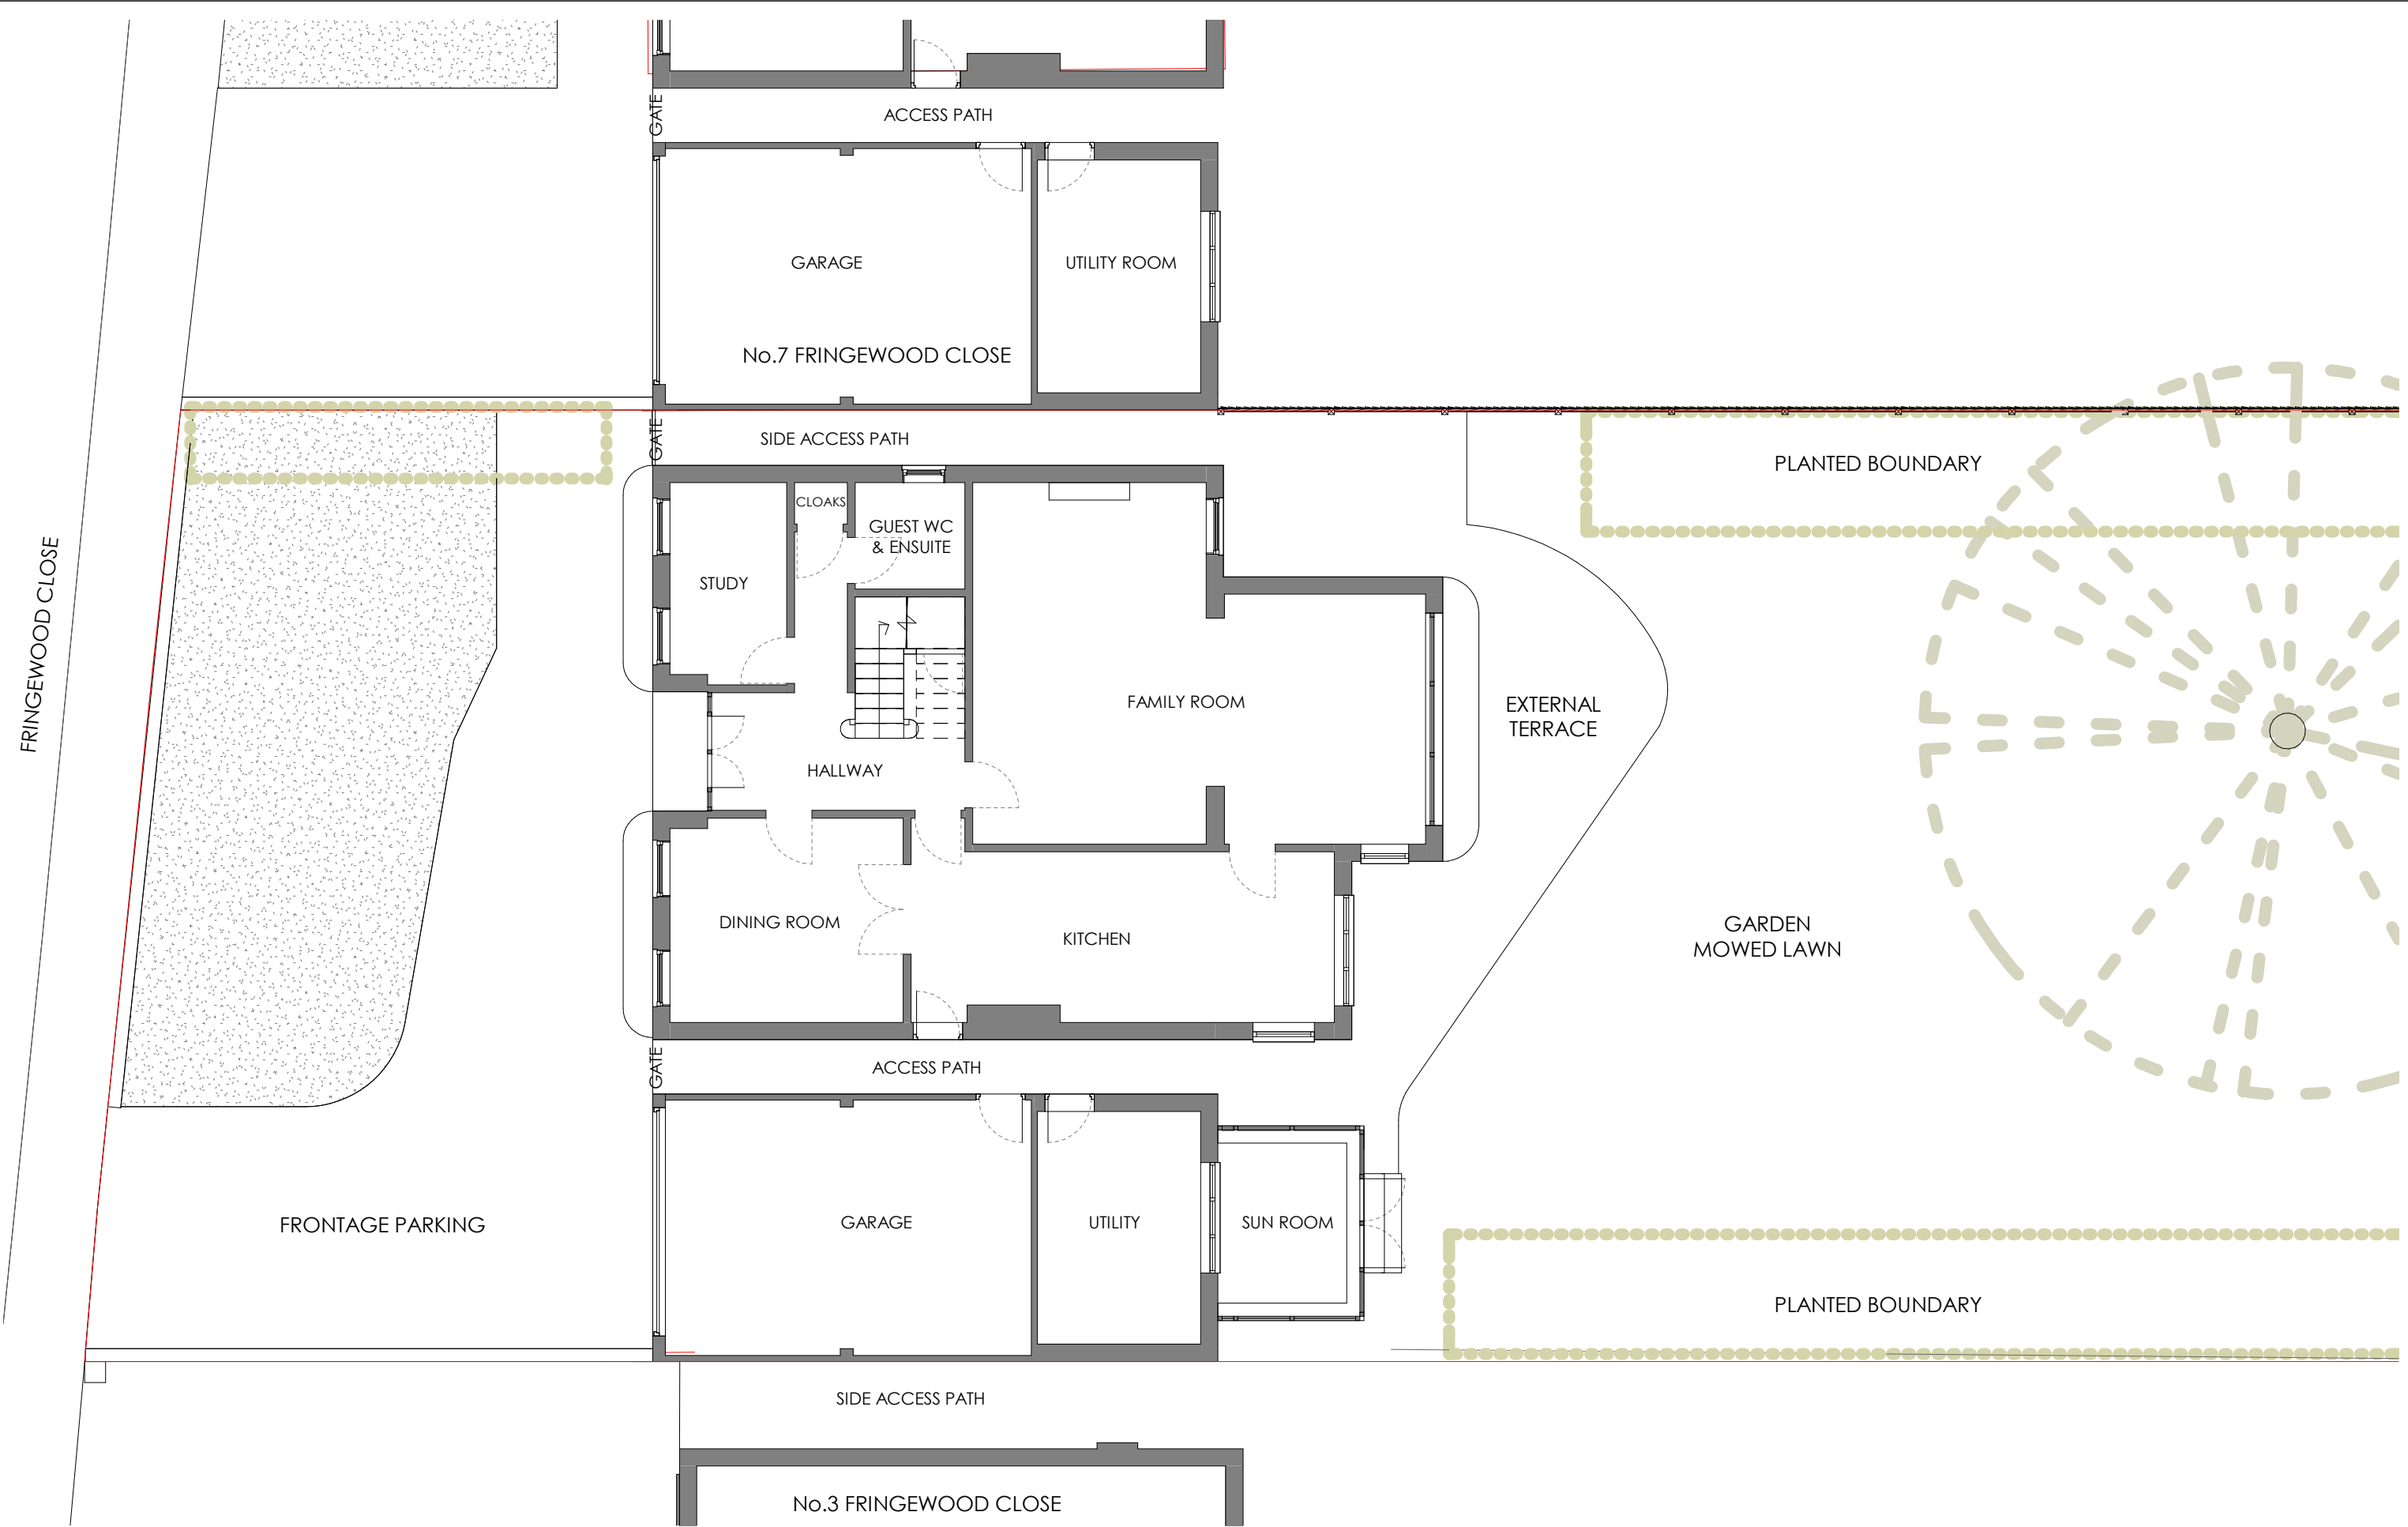 GATE
ACCESS PATH
GARAGE
UTILITY ROOM
No.7 FRINGEWOOD CLOSE
GATE
SIDE ACCESS PATH
PLANTED BOUNDARY
CLOAKS
GUEST WC
& ENSUITE
STUDY
FRINGEWOOD CLOSE
FAMILY ROOM
EXTERNAL
TERRACE
HALLWAY
DINING ROOM
KITCHEN
GARDEN
MOWED LAWN
GATE
ACCESS PATH
FRONTAGE PARKING
GARAGE
UTILITY
SUN ROOM
PLANTED BOUNDARY
SIDE ACCESS PATH
No.3 FRINGEWOOD CLOSE